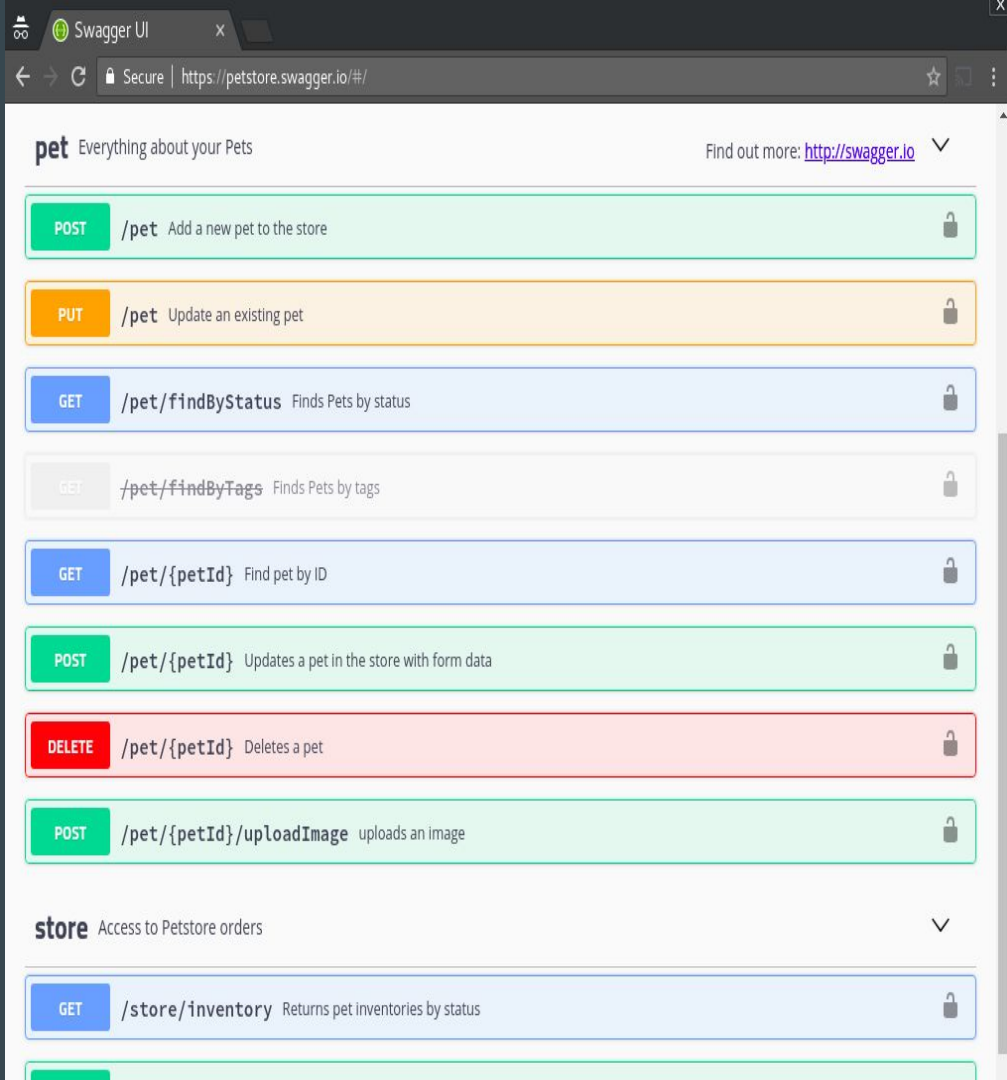 Swagger UI
Secure | https://petstore.swagger.io/#/
pet Everything about your Pets Find out more: http://swagger.io
POST /pet Add a new pet to the store
PUT /pet Update an existing pet
GET /pet/findByStatus Finds Pets by status
GET /pet/findByTags Finds Pets by tags
GET /pet/{petId} Find pet by ID
POST /pet/{petId} Updates a pet in the store with form data
DELETE /pet/{petId} Deletes a pet
POST /pet/{petId}/uploadImage uploads an image
store Access to Petstore orders
GET /store/inventory Returns pet inventories by status